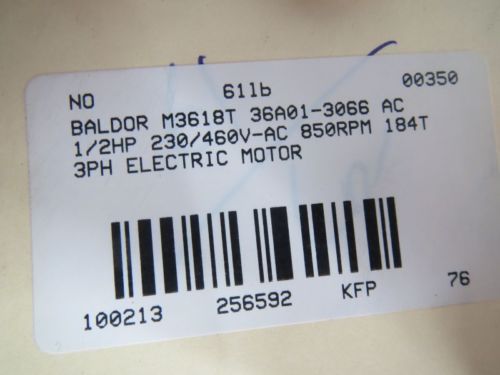 NO 61lb 00350
BALDOR M3618T 36A01-3066 AC
1/2HP 230/460V-AC 850RPM 184T
3PH ELECTRIC MOTOR
100213 256592 KFP 76